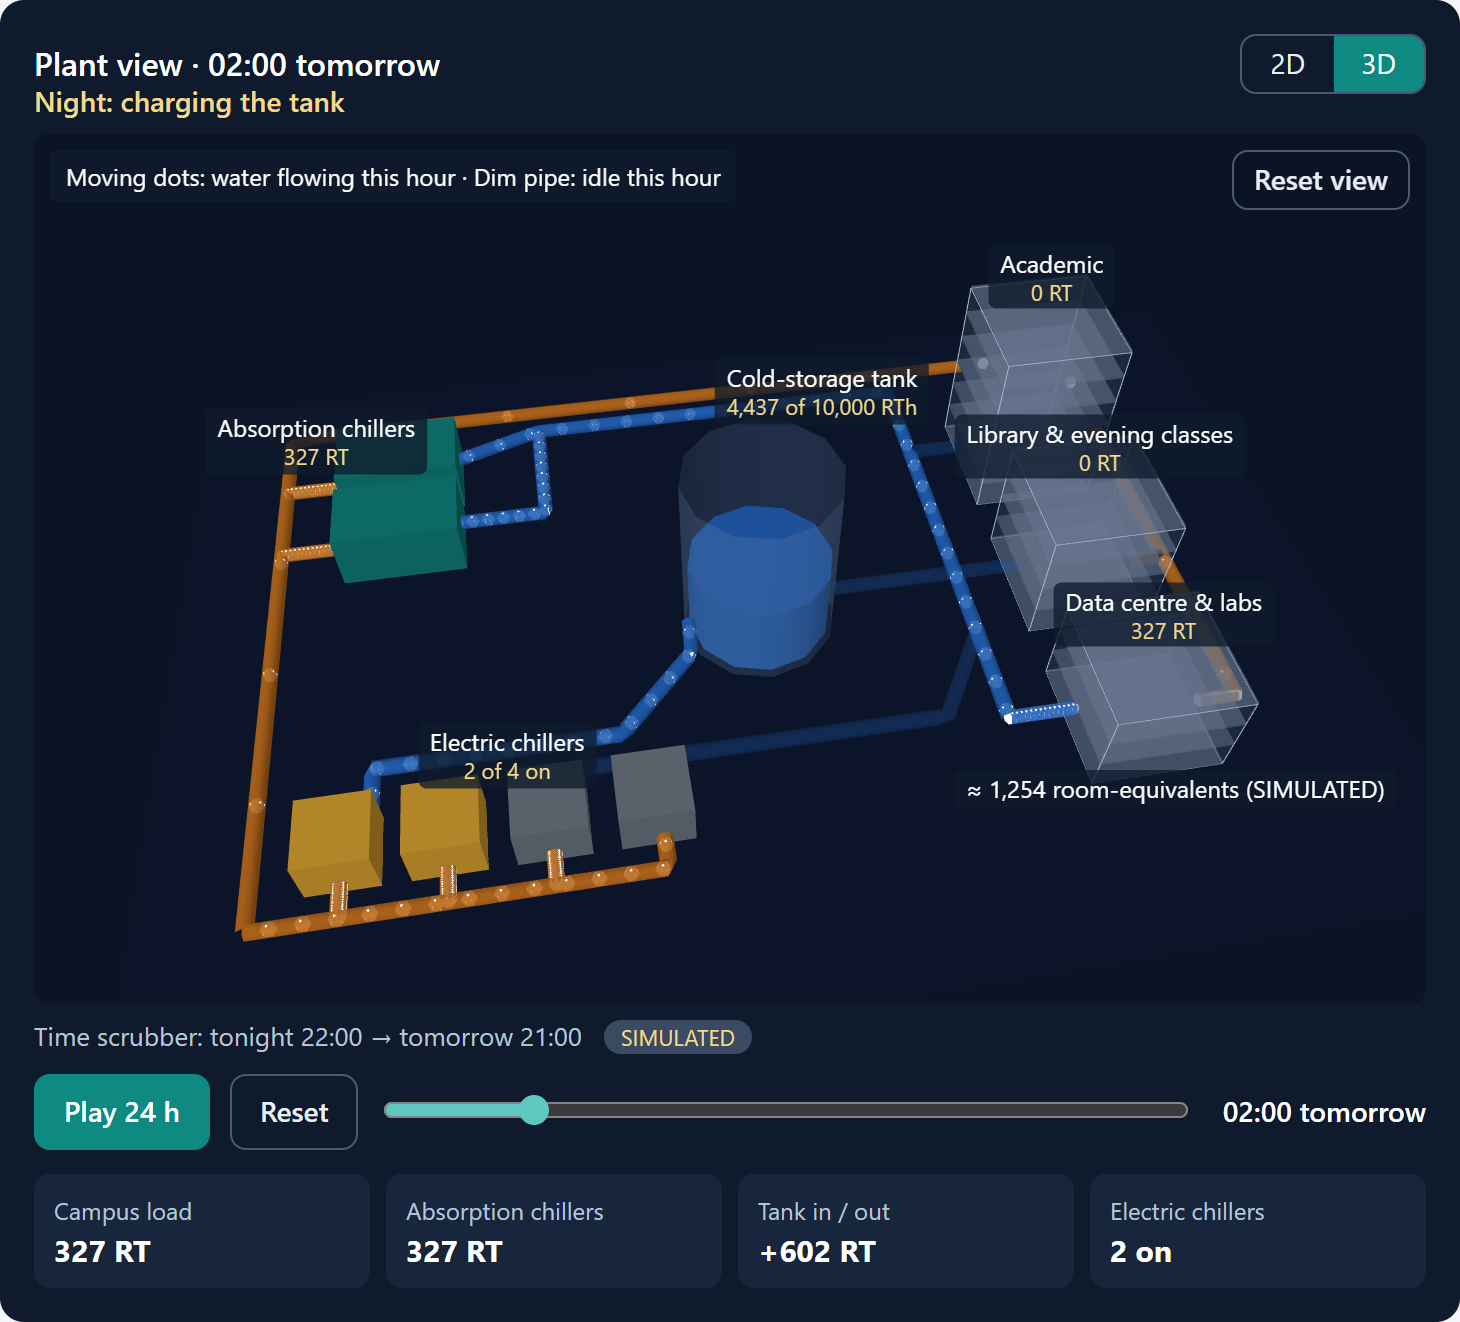 Plant view · 02:00 tomorrow
Night: charging the tank
2D
3D
Moving dots: water flowing this hour · Dim pipe: idle this hour
Reset view
Academic
0 RT
Cold-storage tank
4,437 of 10,000 RTh
Absorption chillers
327 RT
Library & evening classes
0 RT
Data centre & labs
327 RT
Electric chillers
2 of 4 on
≈ 1,254 room-equivalents (SIMULATED)
Time scrubber: tonight 22:00 → tomorrow 21:00
SIMULATED
Play 24 h
Reset
02:00 tomorrow
Campus load
327 RT
Absorption chillers
327 RT
Tank in / out
+602 RT
Electric chillers
2 on